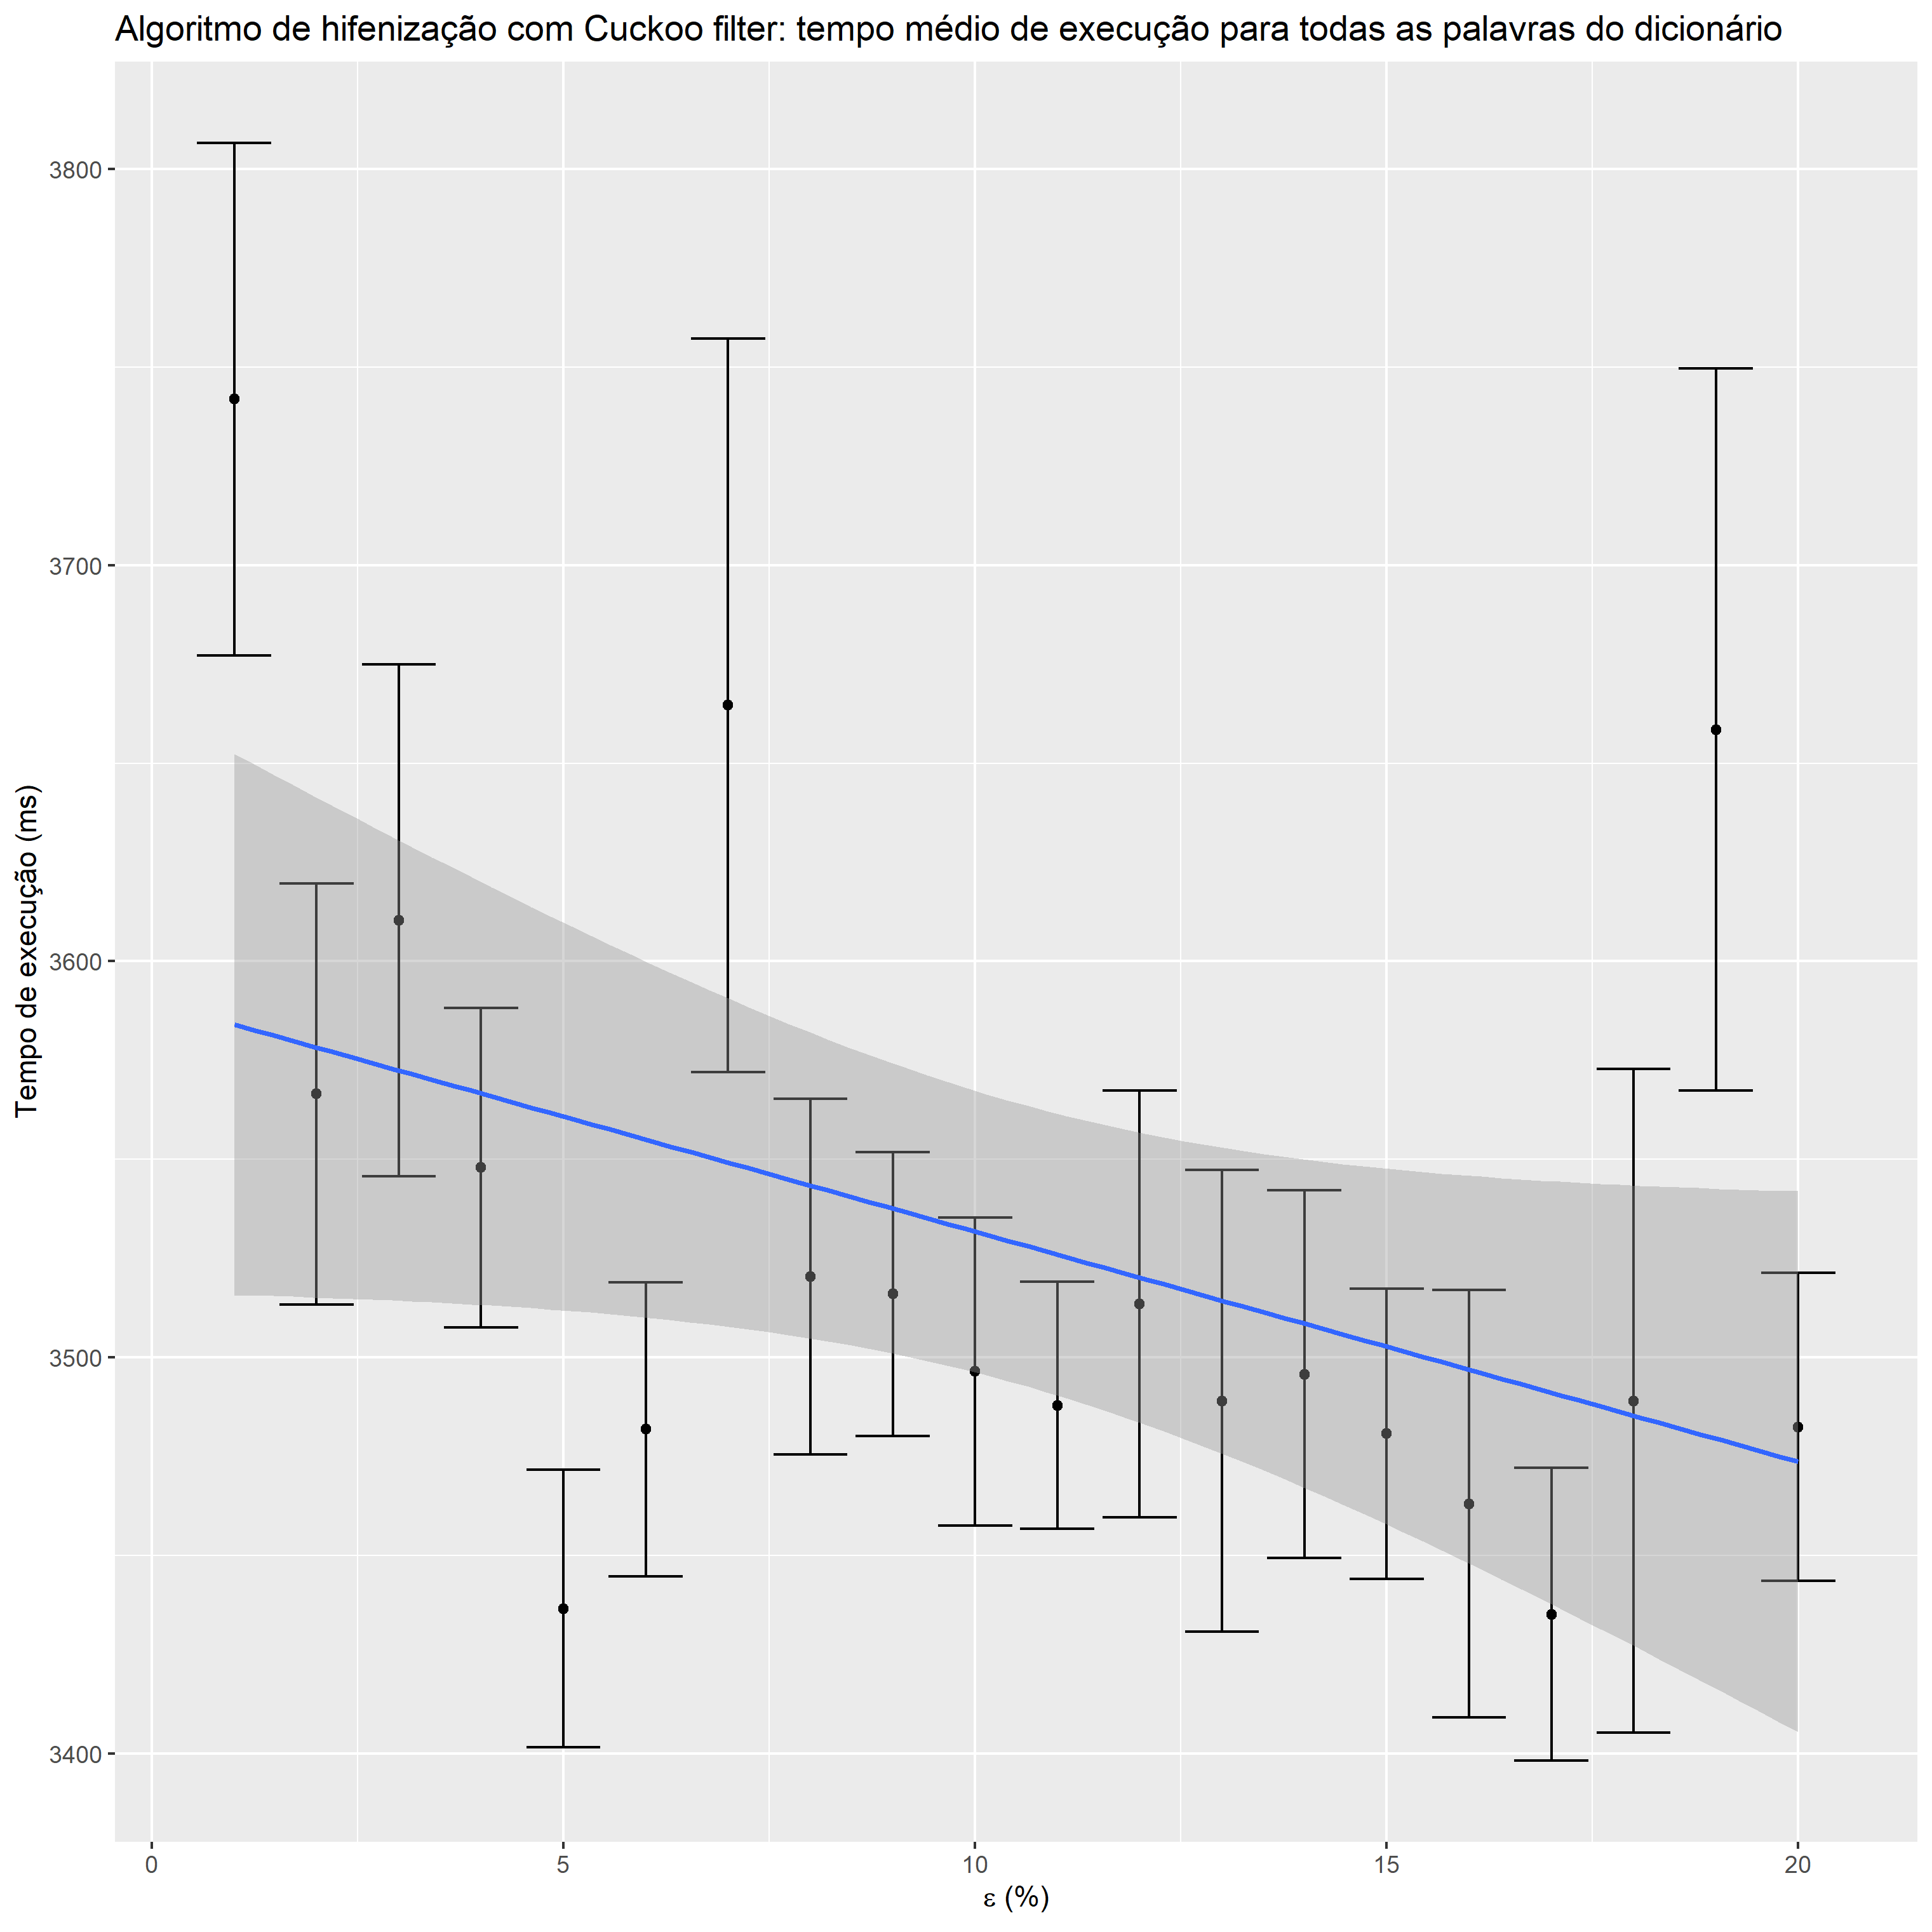 Algoritmo de hifenização com Cuckoo filter: tempo médio de execução para todas as palavras do dicionário
Tempo de execução (ms)
3800
3700
3600
3500
3400
0 5 10 15 20
ε (%)